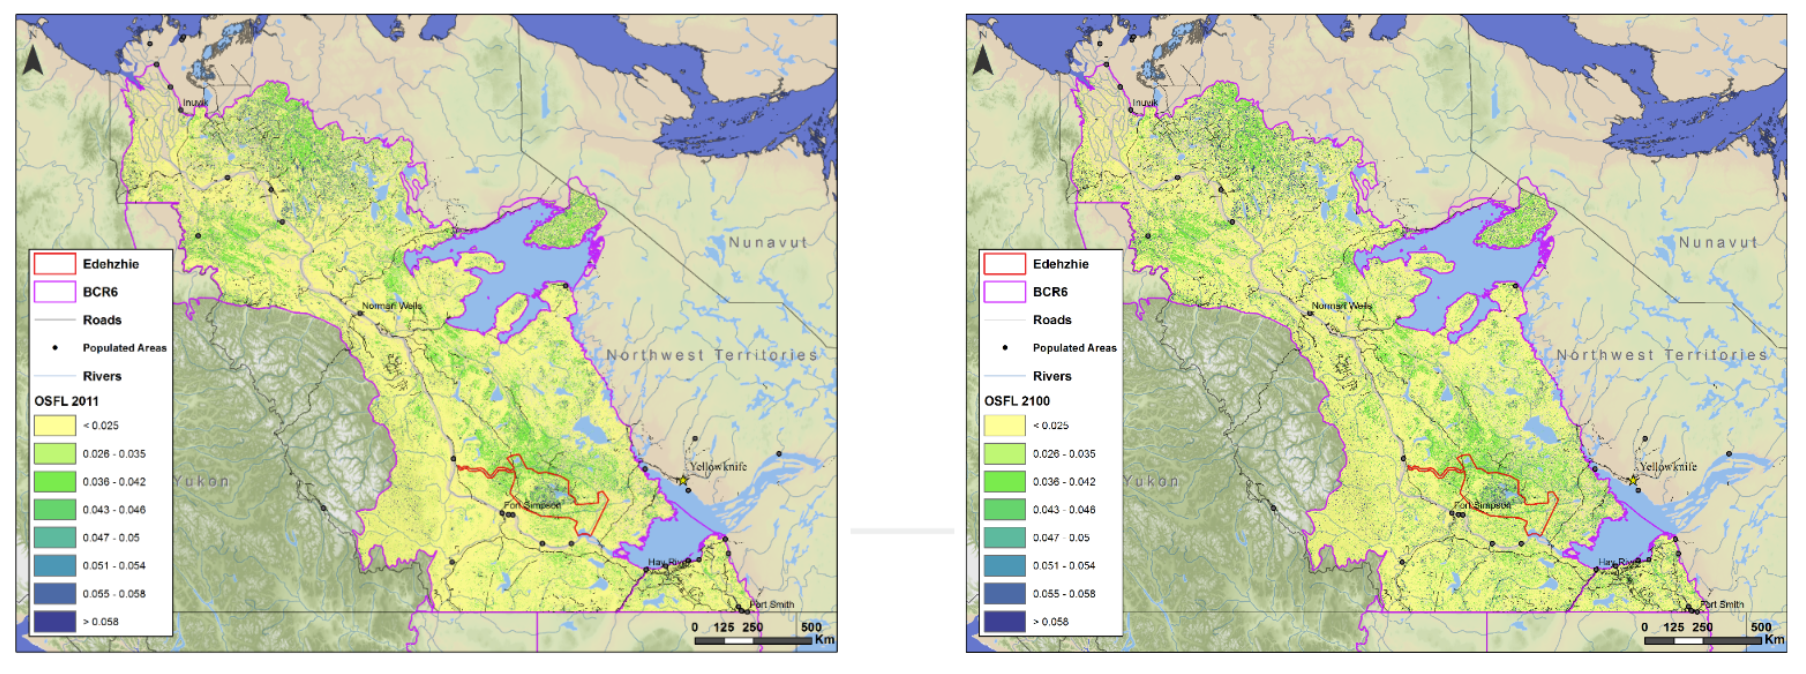 N
Inuvik
Nunavut
Norman Wells
Northwest Territories
Yellowknife
Yukon
Fort Simpson
Hay River
Fort Smith
Edehzhie
BCR6
Roads
Populated Areas
Rivers
OSFL 2011
< 0.025
0.026 - 0.035
0.036 - 0.042
0.043 - 0.046
0.047 - 0.05
0.051 - 0.054
0.055 - 0.058
> 0.058
0 125 250 500
Km
N
Inuvik
Nunavut
Norman Wells
Northwest Territories
Yellowknife
Yukon
Fort Simpson
Hay River
Fort Smith
Edehzhie
BCR6
Roads
Populated Areas
Rivers
OSFL 2100
< 0.025
0.026 - 0.035
0.036 - 0.042
0.043 - 0.046
0.047 - 0.05
0.051 - 0.054
0.055 - 0.058
> 0.058
0 125 250 500
Km